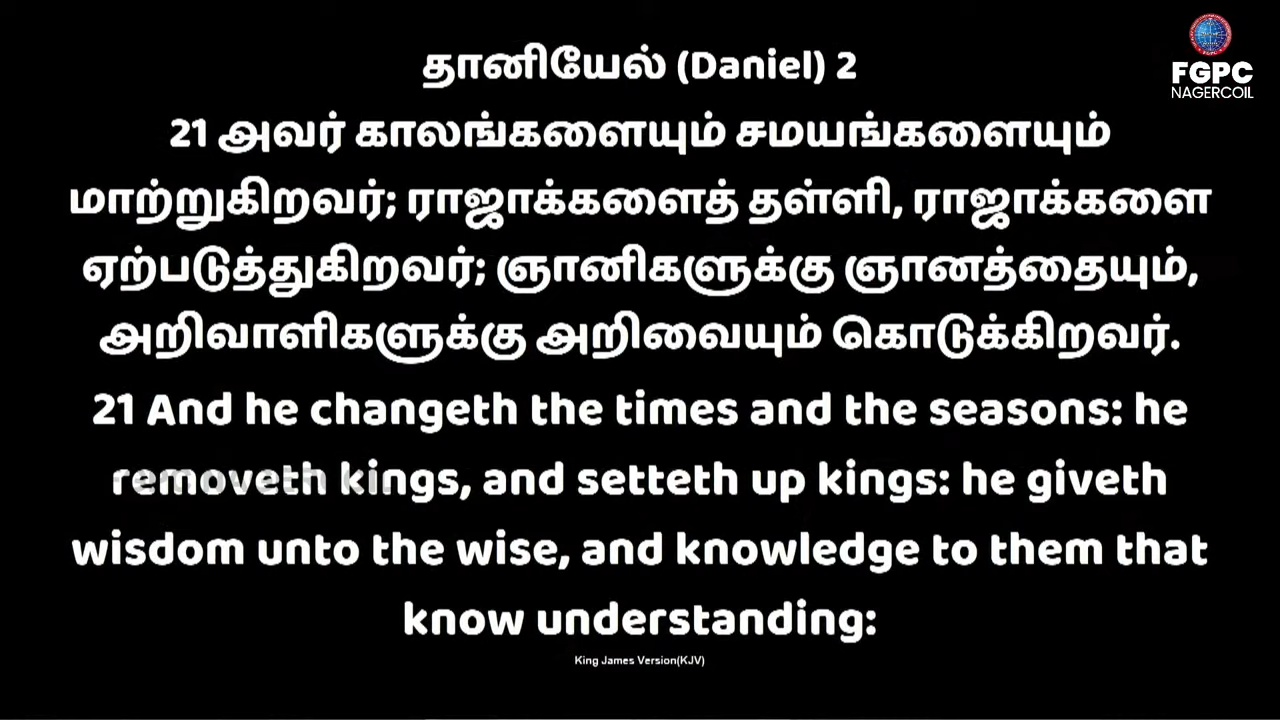 தானியேல் (Daniel) 2
21 அவர் காலங்களையும் சமயங்களையும்
மாற்றுகிறவர்; ராஜாக்களைத் தள்ளி, ராஜாக்களை
ஏற்படுத்துகிறவர்; ஞானிகளுக்கு ஞானத்தையும்,
அறிவாளிகளுக்கு அறிவையும் கொடுக்கிறவர்.
21 And he changeth the times and the seasons: he
removeth kings, and setteth up kings: he giveth
wisdom unto the wise, and knowledge to them that
know understanding:
King James Version(KJV)
FGPC
NAGERCOIL